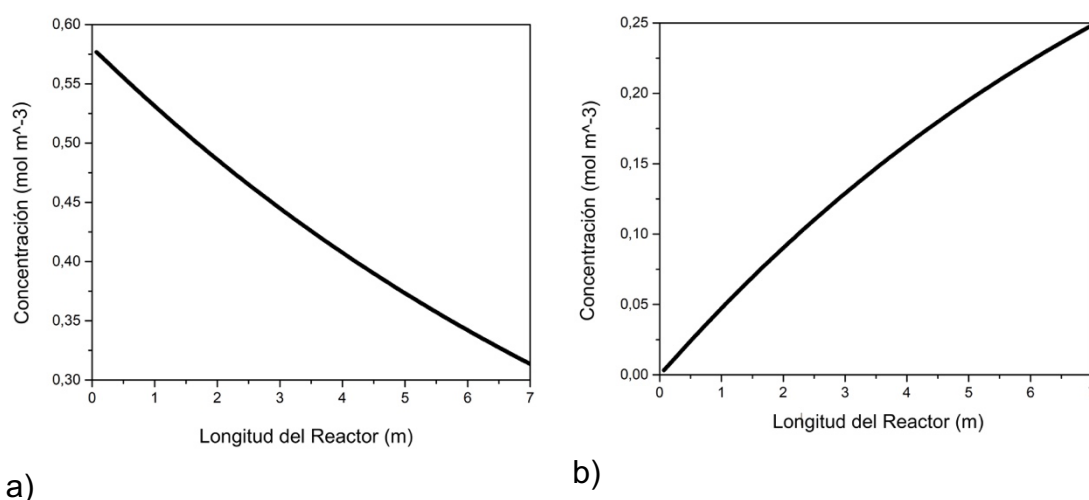 0,60
0,55
0,50
0,45
0,40
0,35
0,30
Concentración (mol m^-3)
0 1 2 3 4 5 6 7
Longitud del Reactor (m)
a)
0,25
0,20
0,15
0,10
0,05
0,00
Concentración (mol m^-3)
0 1 2 3 4 5 6
Longitud del Reactor (m)
b)